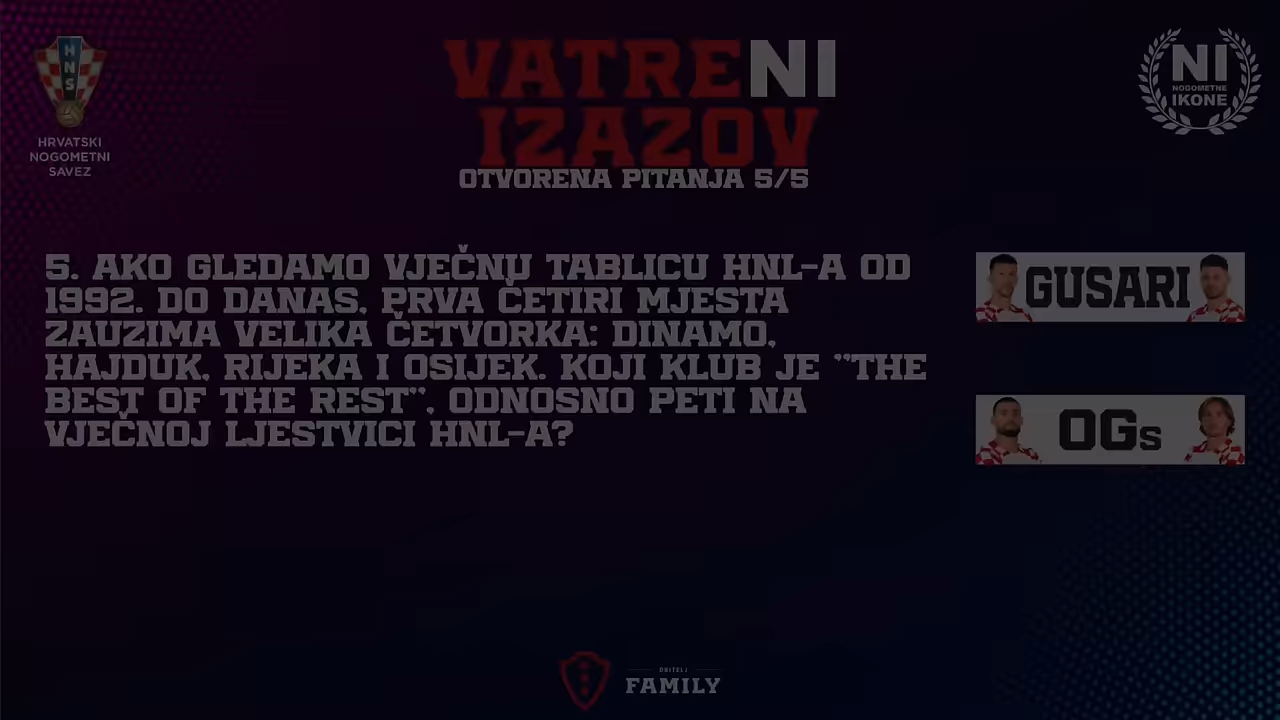 HNS
HRVATSKI
NOGOMETNI
SAVEZ
VATRENI
IZAZOV
OTVORENA PITANJA 5/5
NI
NOGOMETNE
IKONE
5. AKO GLEDAMO VJEČNU TABLICU HNL-A OD
1992. DO DANAS, PRVA ČETIRI MJESTA
ZAUZIMA VELIKA ČETVORKA: DINAMO,
HAJDUK, RIJEKA I OSIJEK. KOJI KLUB JE "THE
BEST OF THE REST", ODNOSNO PETI NA
VJEČNOJ LJESTVICI HNL-A?
GUSARI
OGs
OBITELJ
FAMILY